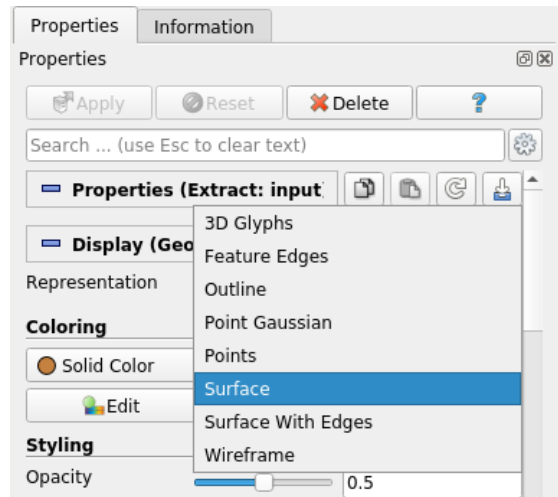 Properties Information
Properties
Apply Reset Delete ?
Search ... (use Esc to clear text)
Properties (Extract: input
3D Glyphs
Display (Geo
Feature Edges
Representation
Outline
Coloring
Point Gaussian
Solid Color
Points
Surface
Edit
Surface With Edges
Styling
Wireframe
Opacity 0.5